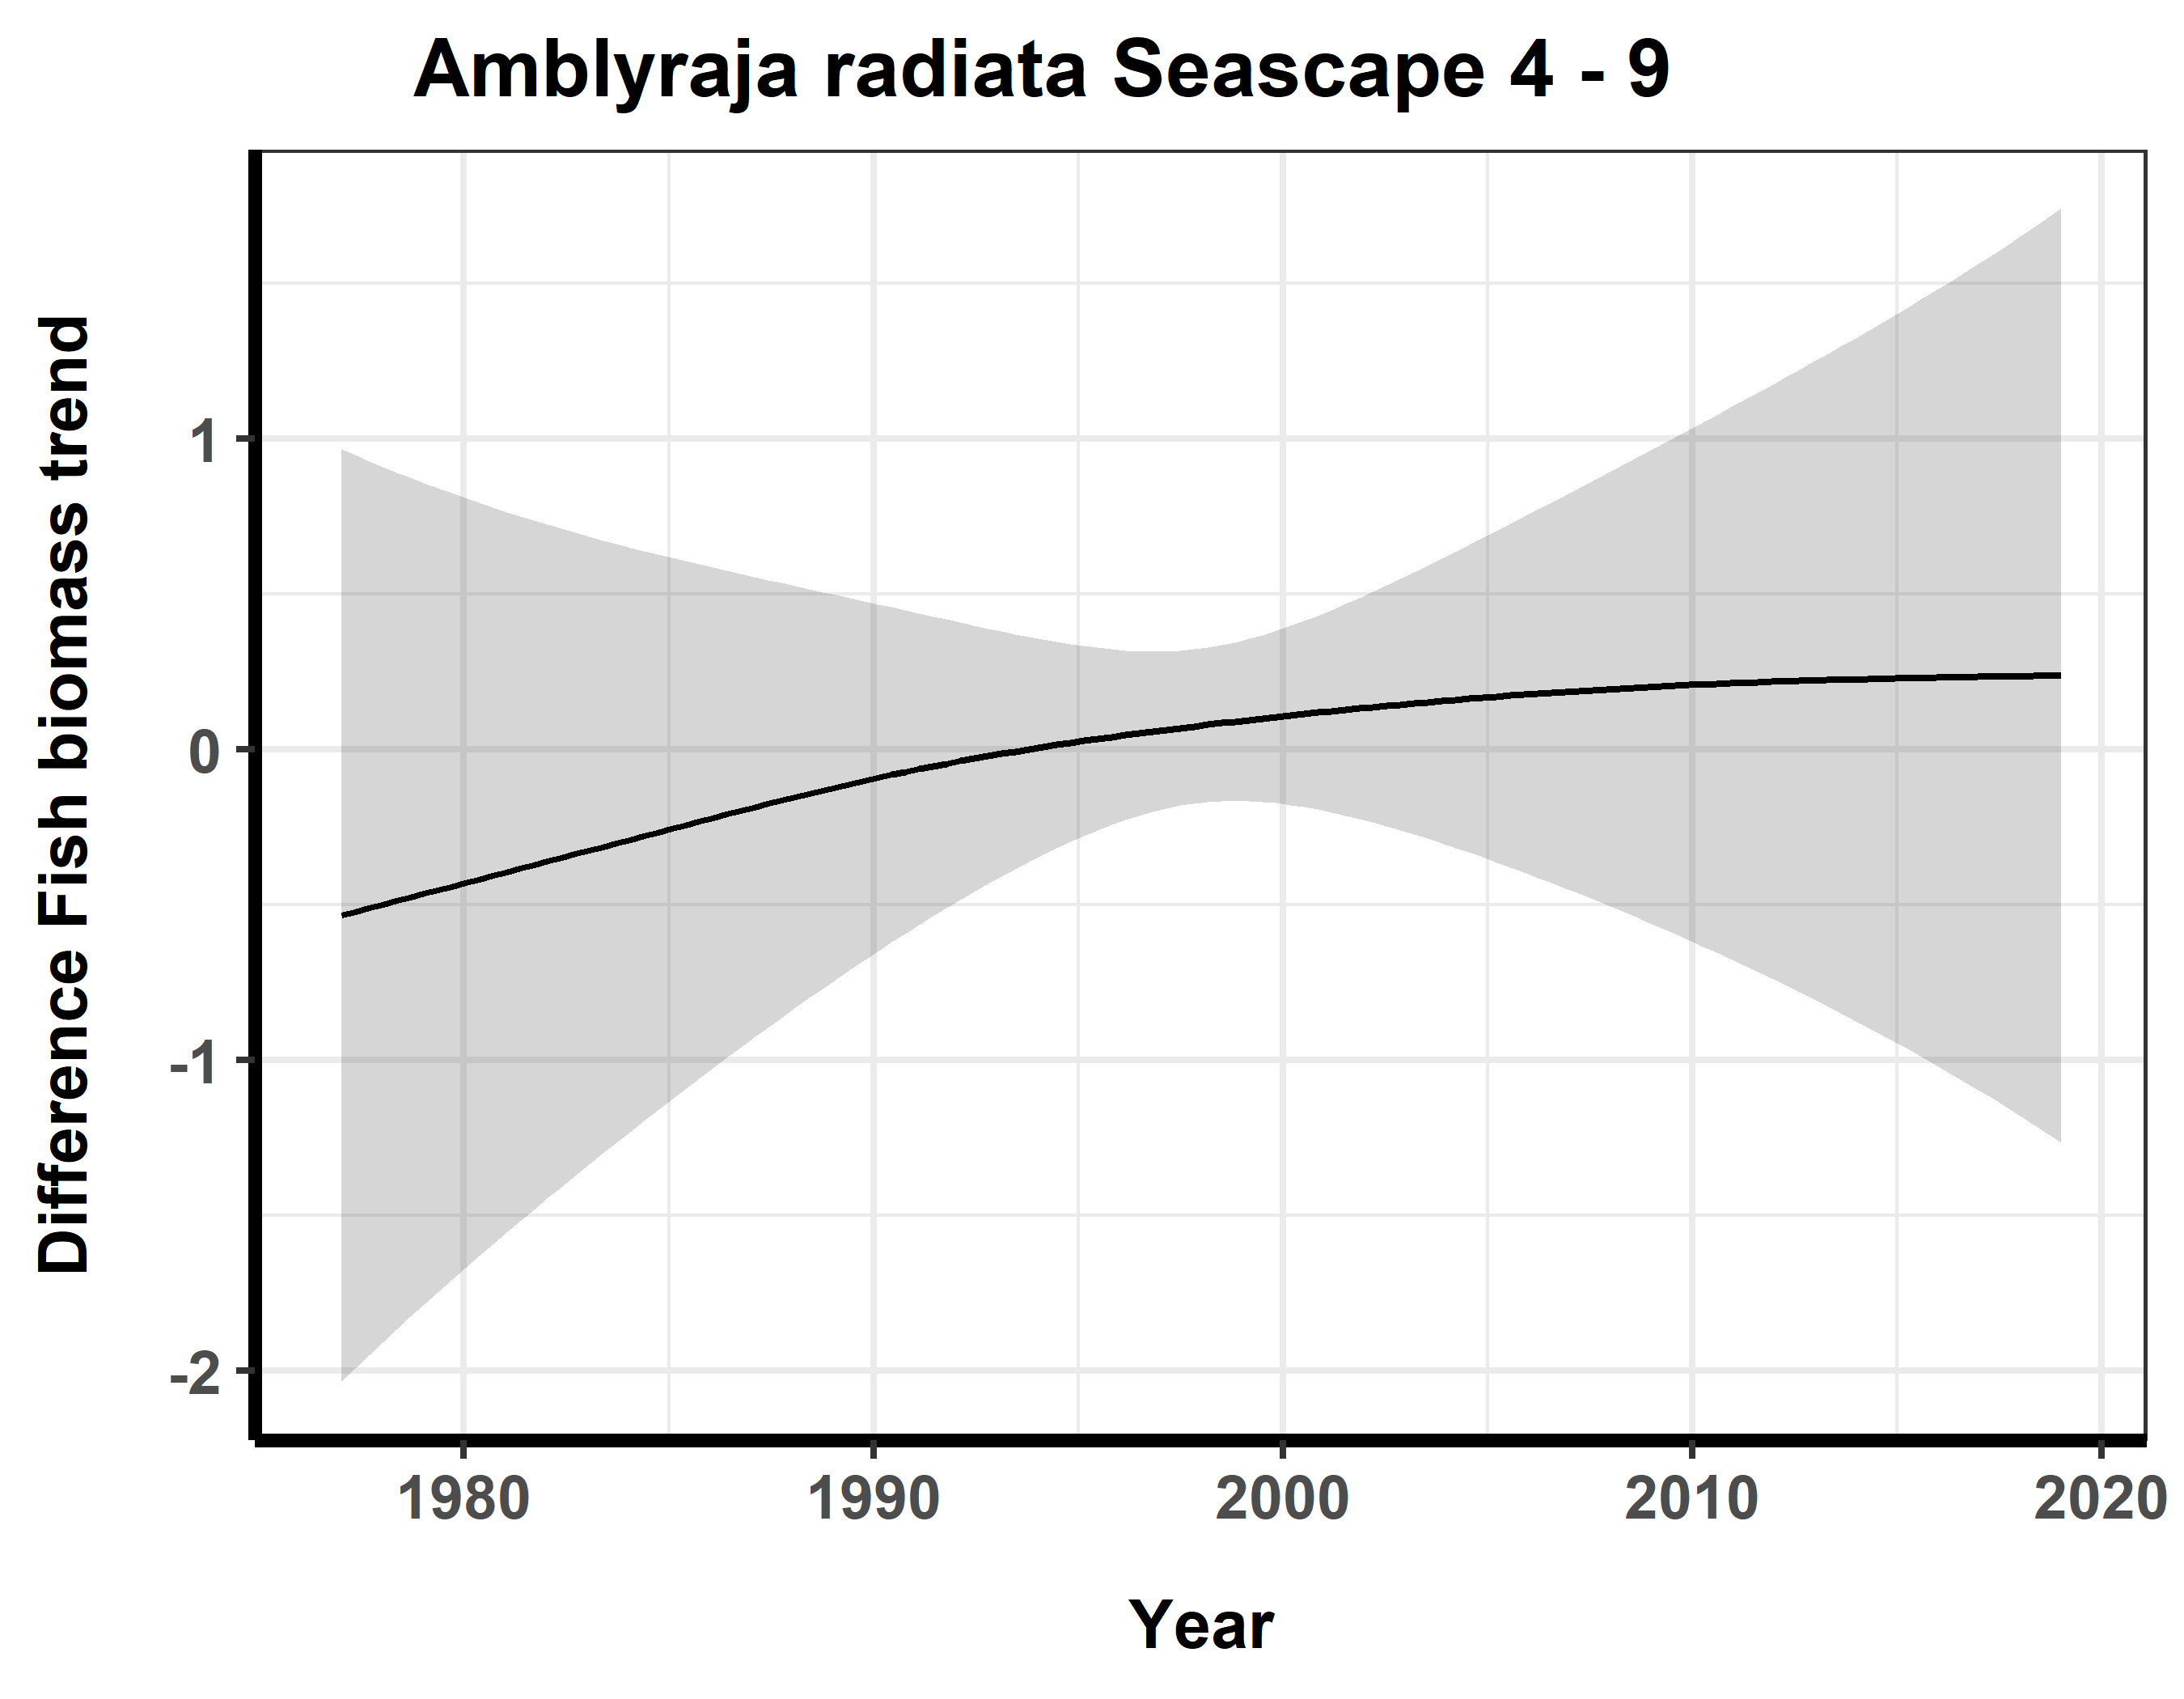 Amblyraja radiata Seascape 4 - 9
Difference Fish biomass trend
1
0
-1
-2
1980 1990 2000 2010 2020
Year